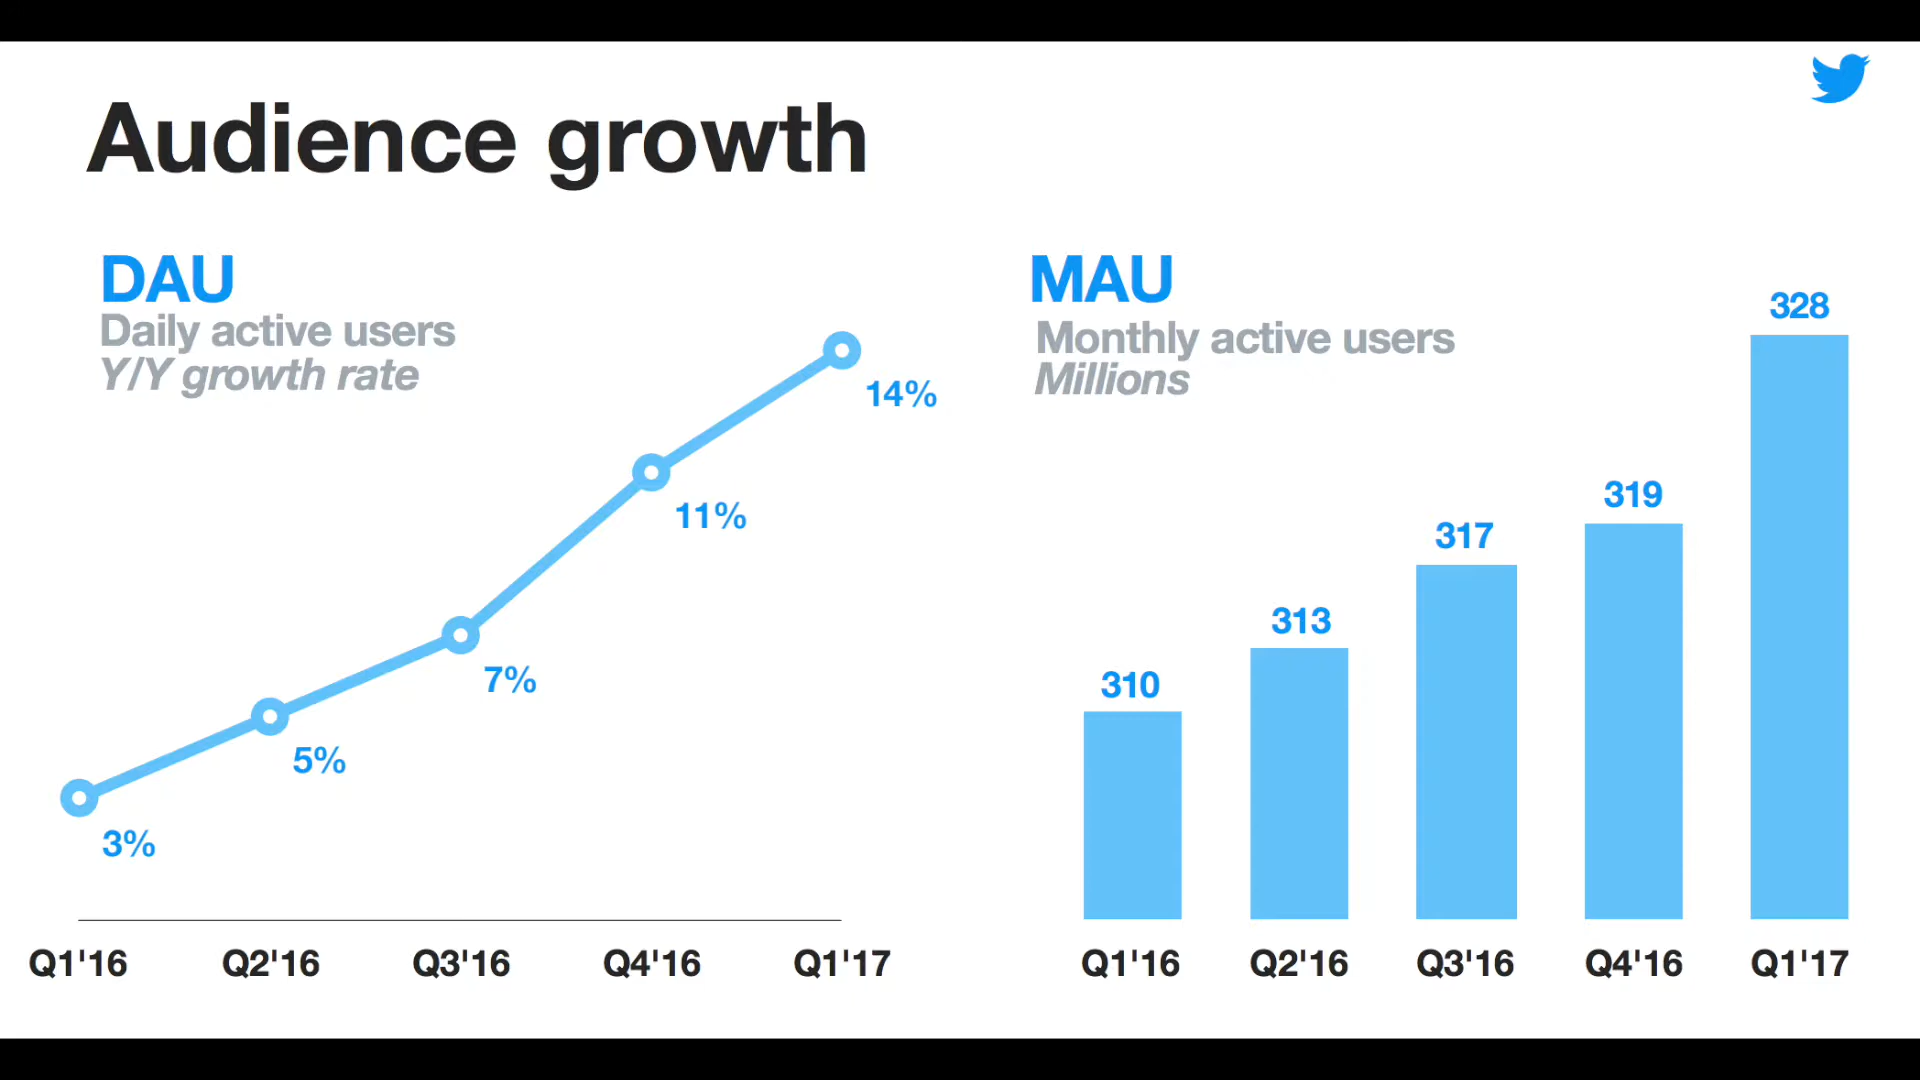 Audience growth
DAU
Daily active users
Y/Y growth rate
3%
5%
7%
11%
14%
Q1'16
Q2'16
Q3'16
Q4'16
Q1'17
MAU
Monthly active users
Millions
310
313
317
319
328
Q1'16
Q2'16
Q3'16
Q4'16
Q1'17